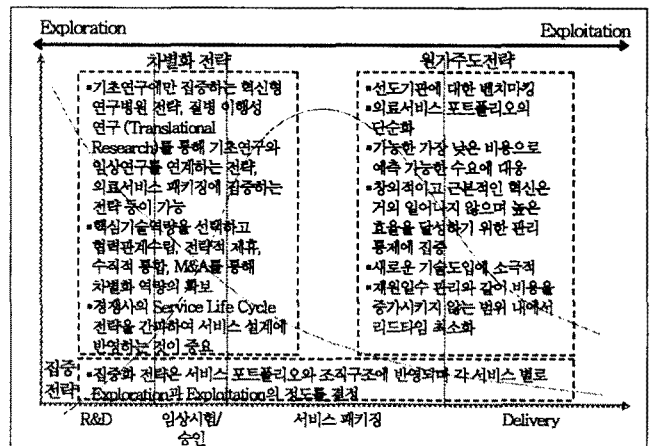 Exploration Exploitation
차별화 전략
▪기초연구에만 집중하는 혁신형
연구병원 전략, 질병 이행성
연구 (Translational
Research)를 통해 기초연구와
임상연구를 연계하는 전략,
의료서비스 패키징에 집중하는
전략 등이 가능
▪핵심기술역량을 선택하고
협력관계수립, 전략적 제휴,
수직적 통합, M&A를 통해
차별화 역량의 확보
▪경쟁사의 Service Life Cycle
전략을 간파하여 서비스 설계에
반영하는 것이 중요
원가주도전략
▪선도기관에 대한 벤치마킹
▪의료서비스 포트폴리오의
단순화
▪가능한 가장 낮은 비용으로
예측 가능한 수요에 대응
▪창의적이고 근본적인 혁신은
거의 일어나지 않으며 높은
효율을 달성하기 위한 관리
통제에 집중
▪새로운 기술도입에 소극적
▪재원일수 관리와 같이 비용을
증가시키지 않는 범위 내에서
리드타임 최소화
집중
전략
▪집중화 전략은 서비스 포트폴리오와 조직구조에 반영되며 각 서비스 별로
Exploration과 Exploitation의 정도를 결정
R&D 임상시험/ 서비스 패키징 Delivery
승인